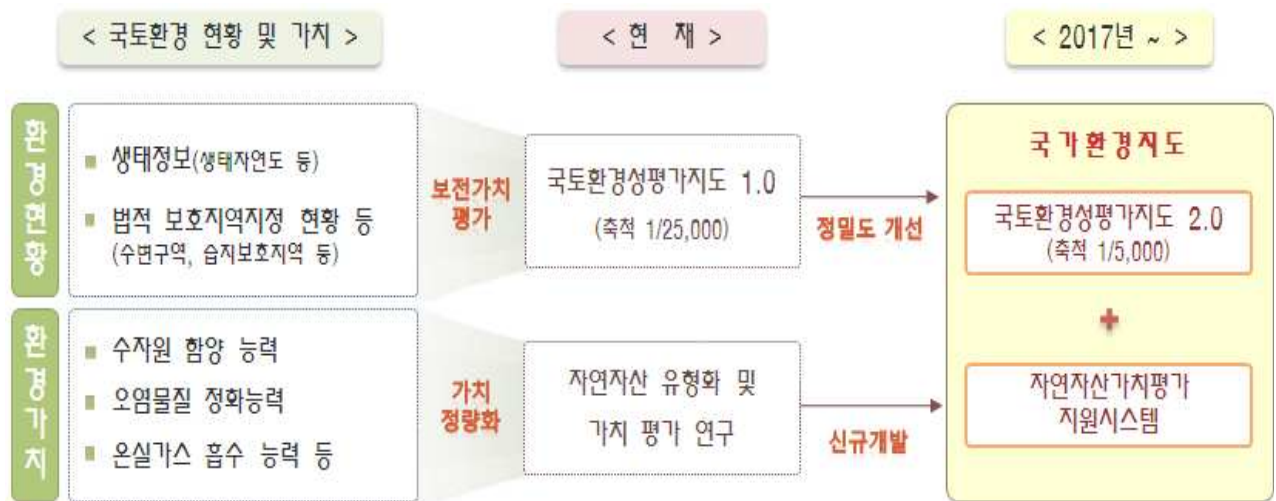 < 국토환경 현황 및 가치 >
< 현 재 >
< 2017년 ~ >
환경현황
■ 생태정보(생태자연도 등)
■ 법적 보호지역지정 현황 등
(수변구역, 습지보호지역 등)
보전가치
평가
국토환경성평가지도 1.0
(축척 1/25,000)
정밀도 개선
국가환경지도
국토환경성평가지도 2.0
(축척 1/5,000)
+
환경가치
■ 수자원 함양 능력
■ 오염물질 정화능력
■ 온실가스 흡수 능력 등
가치
정량화
자연자산 유형화 및
가치 평가 연구
신규개발
자연자산가치평가
지원시스템